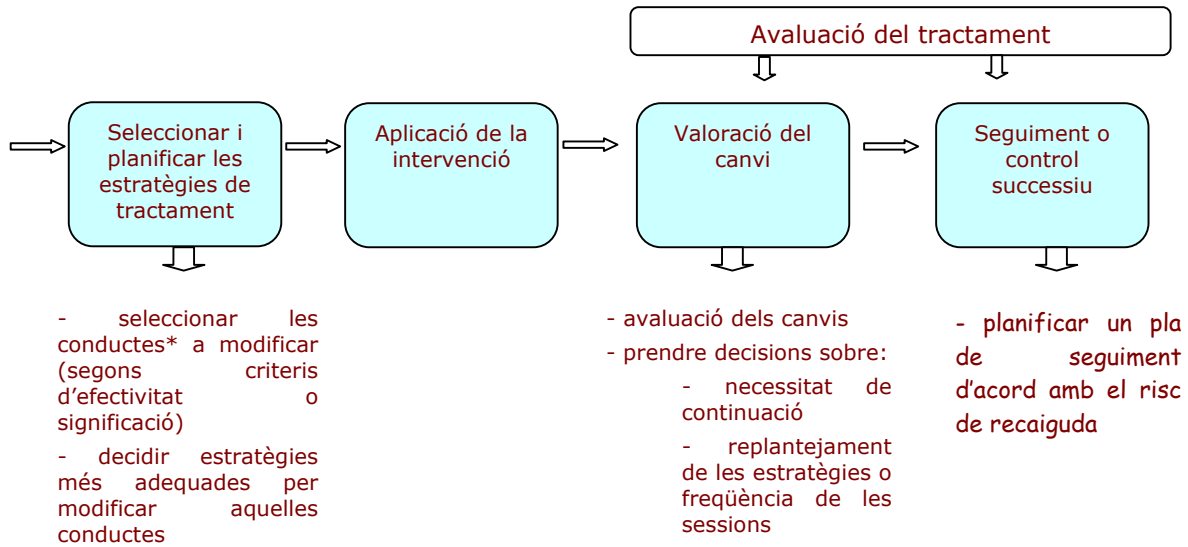 Avaluació del tractament
Seleccionar i
planificar les
estratègies de
tractament
Aplicació de la
intervenció
Valoració del
canvi
Seguiment o
control
successiu
- seleccionar les
conductes* a modificar
(segons criteris
d’efectivitat o
significació)
- decidir estratègies
més adequades per
modificar aquelles
conductes
- avaluació dels canvis
- prendre decisions sobre:
- necessitat de
continuació
- replantejament
de les estratègies o
freqüència de les
sessions
- planificar un pla
de seguiment
d’acord amb el risc
de recaiguda